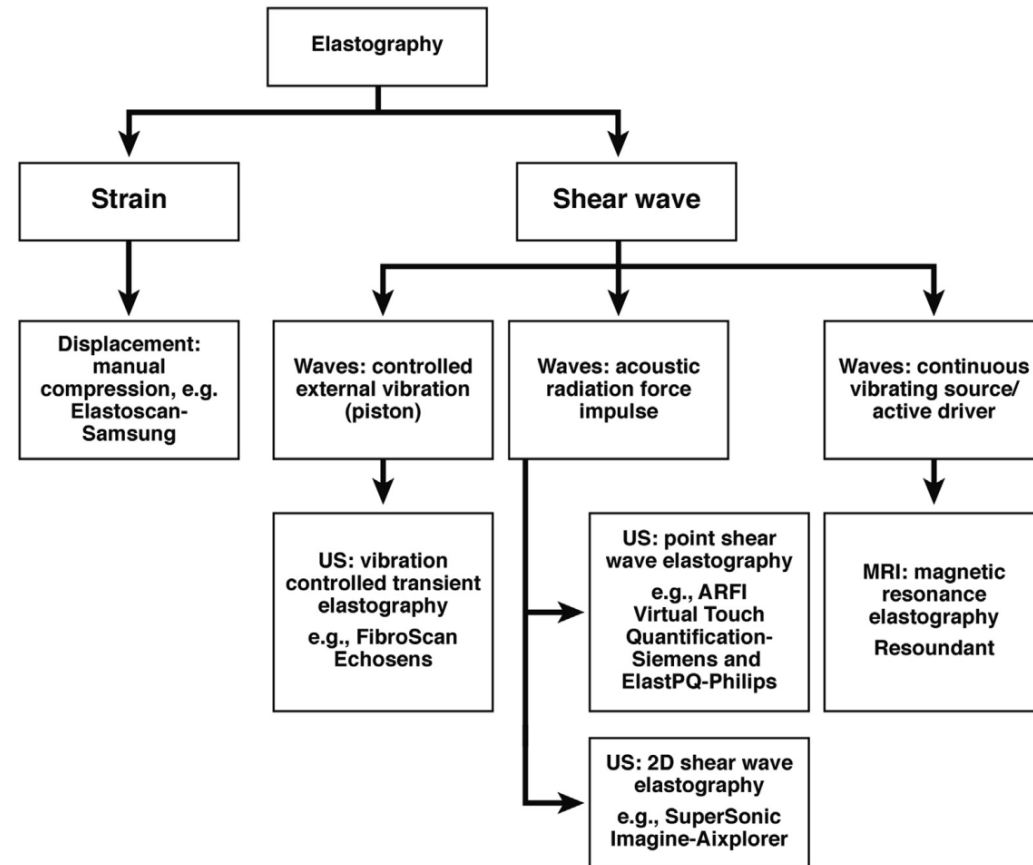 Elastography
Strain
Shear wave
Displacement:
manual
compression, e.g.
Elastoscan-
Samsung
Waves: controlled
external vibration
(piston)
Waves: acoustic
radiation force
impulse
Waves: continuous
vibrating source/
active driver
US: vibration
controlled transient
elastography
e.g., FibroScan
Echosens
US: point shear
wave elastography
e.g., ARFI
Virtual Touch
Quantification-
Siemens and
ElastPQ-Philips
MRI: magnetic
resonance
elastography
Resoundant
US: 2D shear wave
elastography
e.g., SuperSonic
Imagine-Aixplorer